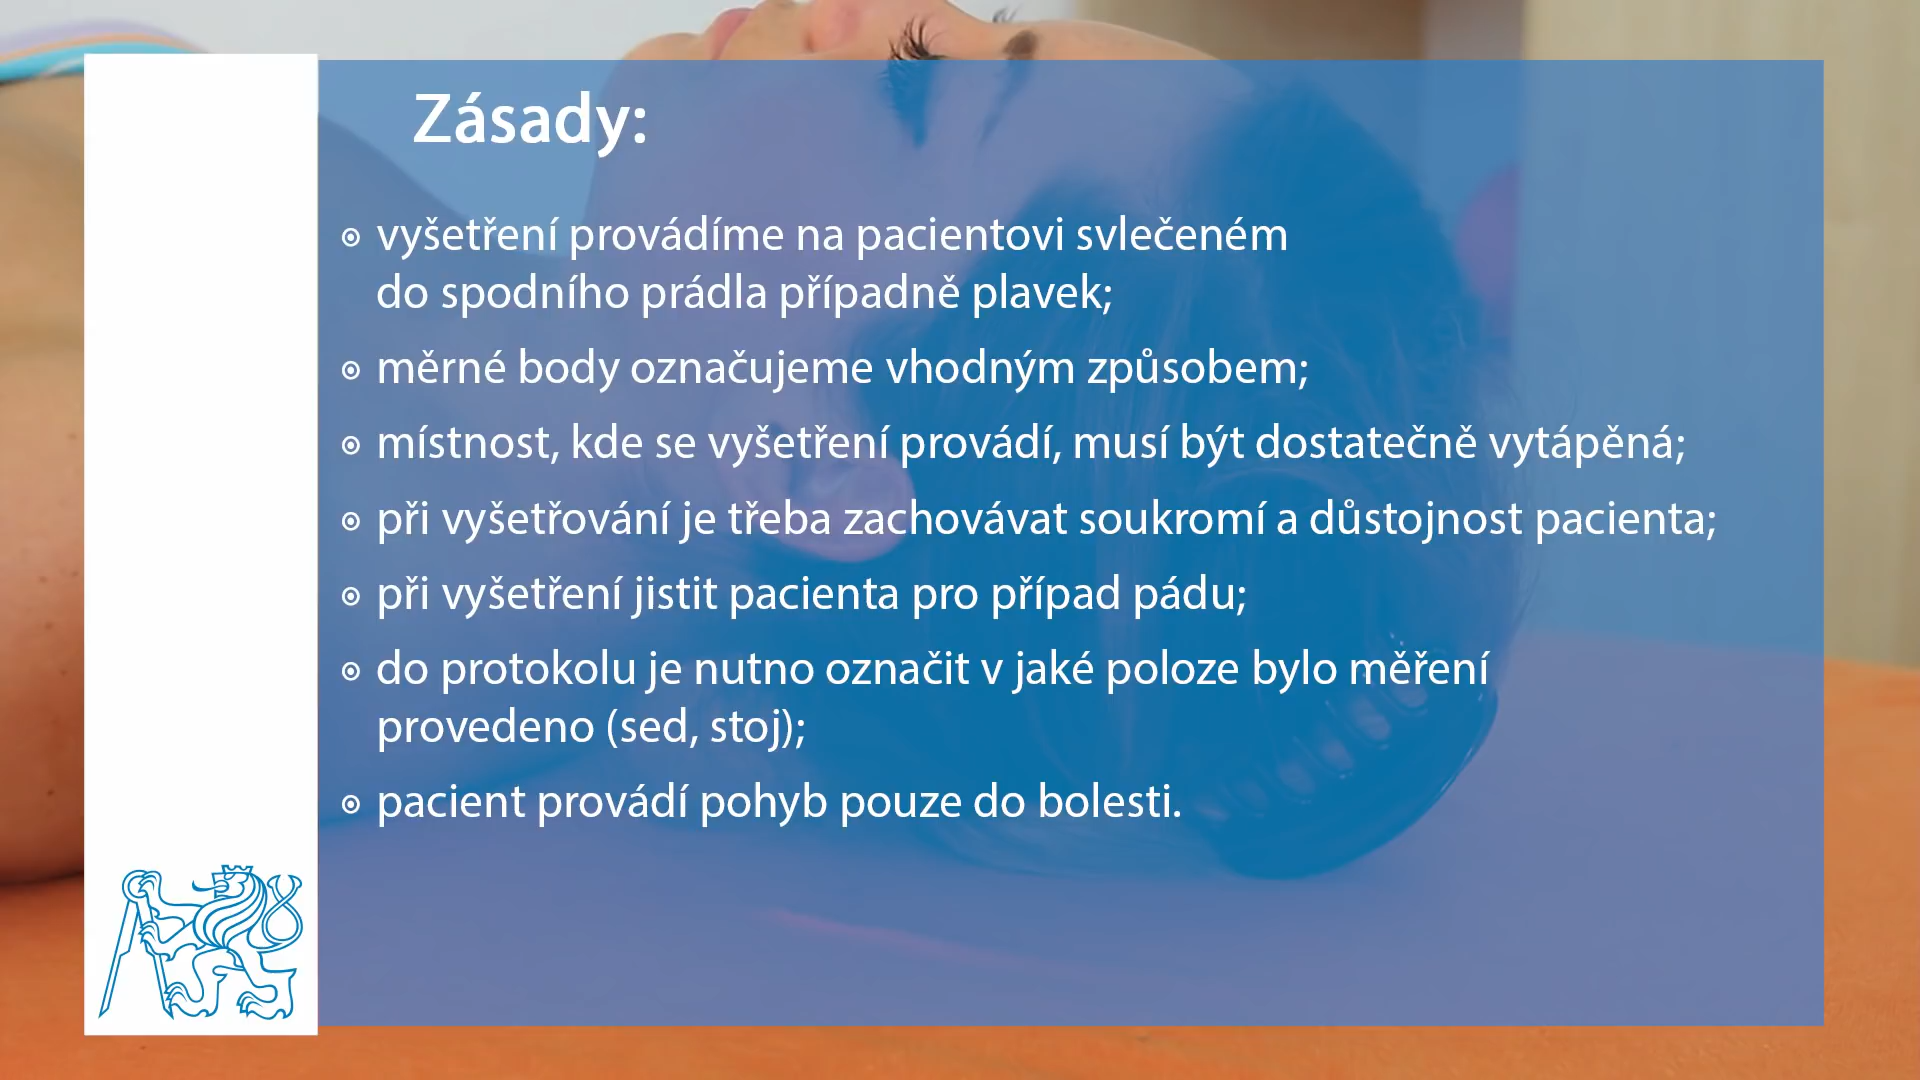 Zásady:
vyšetření provádíme na pacientovi svlečeném
do spodního prádla případně plavek;
měrné body označujeme vhodným způsobem;
místnost, kde se vyšetření provádí, musí být dostatečně vytápěná;
při vyšetřování je třeba zachovávat soukromí a důstojnost pacienta;
při vyšetření jistit pacienta pro případ pádu;
do protokolu je nutno označit v jaké poloze bylo měření
provedeno (sed, stoj);
pacient provádí pohyb pouze do bolesti.